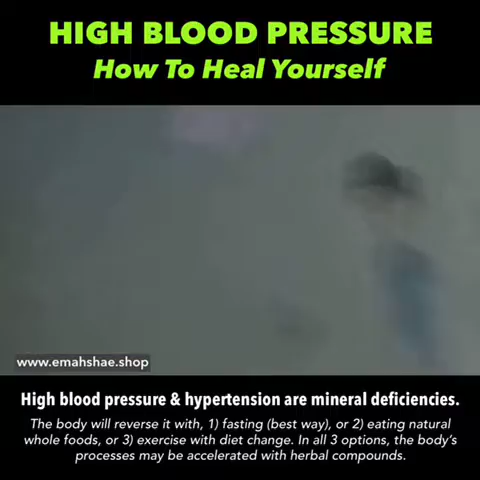 HIGH BLOOD PRESSURE
How To Heal Yourself
www.emahshae.shop
High blood pressure & hypertension are mineral deficiencies.
The body will reverse it with, 1) fasting (best way), or 2) eating natural
whole foods, or 3) exercise with diet change. In all 3 options, the body's
processes may be accelerated with herbal compounds.